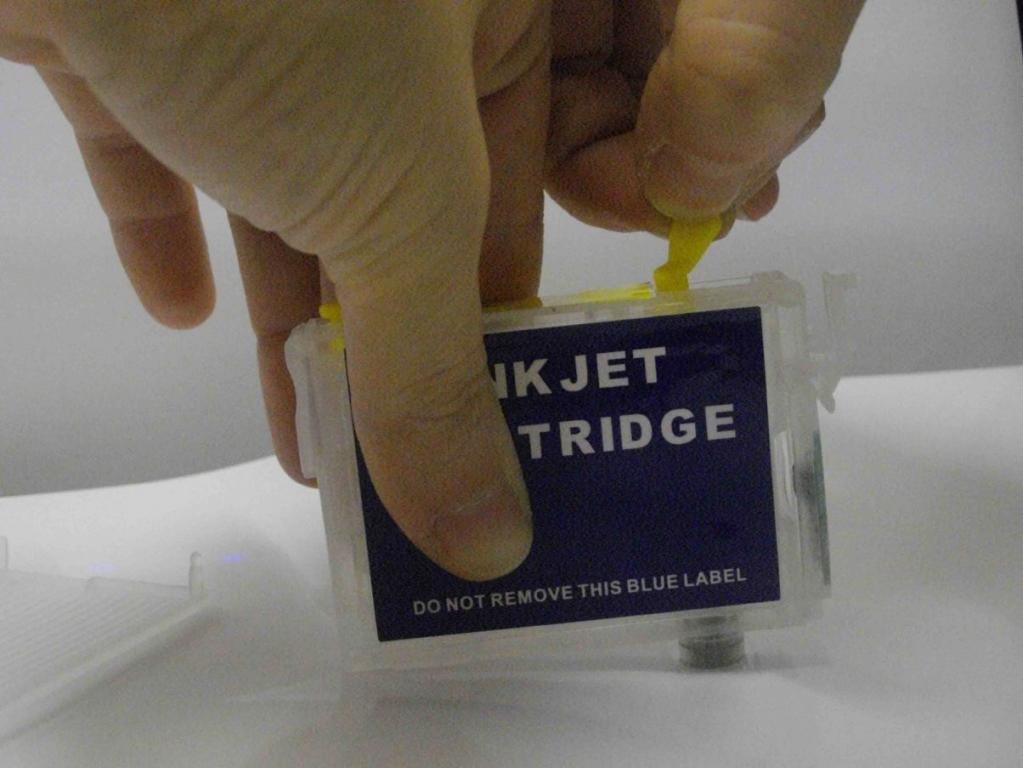 NKJET
TRIDGE
DO NOT REMOVE THIS BLUE LABEL